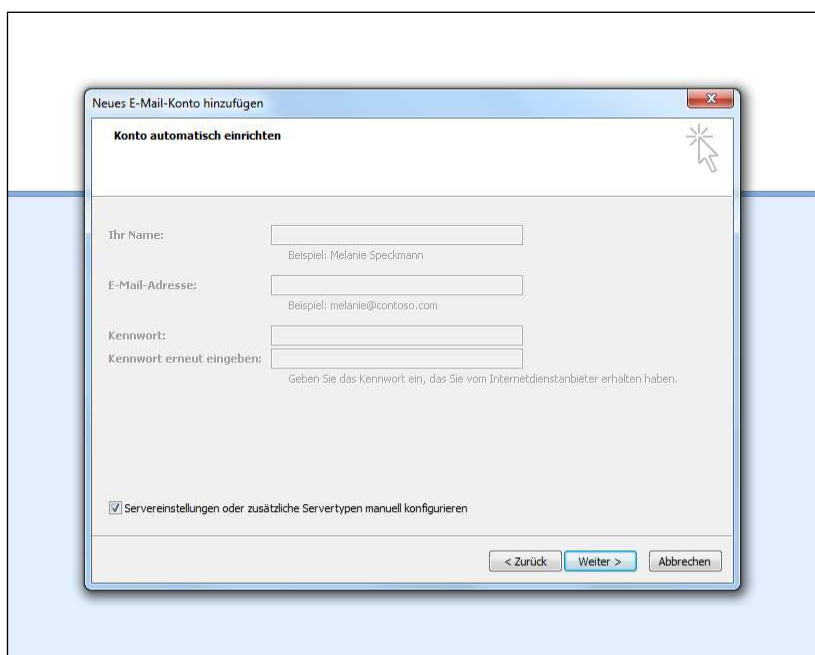 Neues E-Mail-Konto hinzufügen
Konto automatisch einrichten
Ihr Name:
Beispiel: Melanie Speckmann
E-Mail-Adresse:
Beispiel: melanie@contoso.com
Kennwort:
Kennwort erneut eingeben:
Geben Sie das Kennwort ein, das Sie vom Internetdienstanbieter erhalten haben.
Servereinstellungen oder zusätzliche Servertypen manuell konfigurieren
< Zurück Weiter > Abbrechen